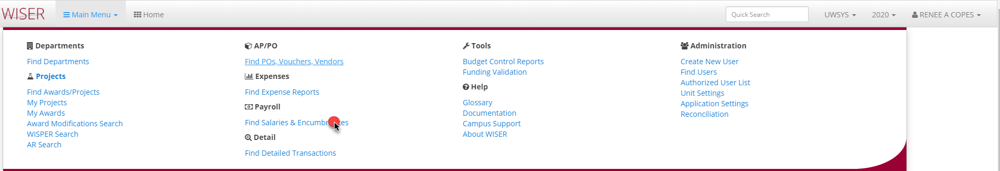 WISER Main Menu Home Quick Search UWSYS 2020 RENEE A COPES
Departments
Find Departments
Projects
Find Awards/Projects
My Projects
My Awards
Award Modifications Search
WISPER Search
AR Search
AP/PO
Find POs, Vouchers, Vendors
Expenses
Find Expense Reports
Payroll
Find Salaries & Encumbrances
Detail
Find Detailed Transactions
Tools
Budget Control Reports
Funding Validation
Help
Glossary
Documentation
Campus Support
About WISER
Administration
Create New User
Find Users
Authorized User List
Unit Settings
Application Settings
Reconciliation